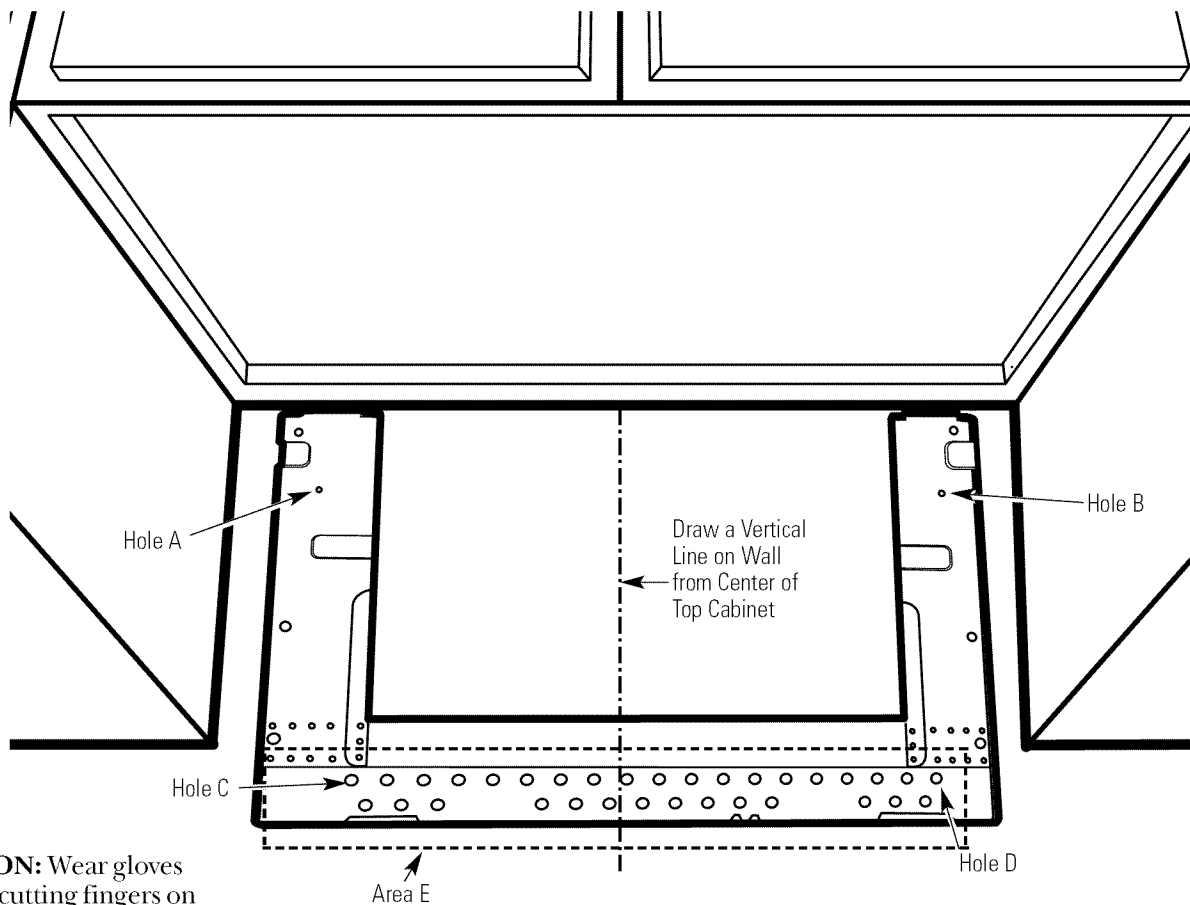 Hole A
Hole B
Draw a Vertical
Line on Wall
from Center of
Top Cabinet
Hole C
Hole D
Area E
ON: Wear gloves
cutting fingers on